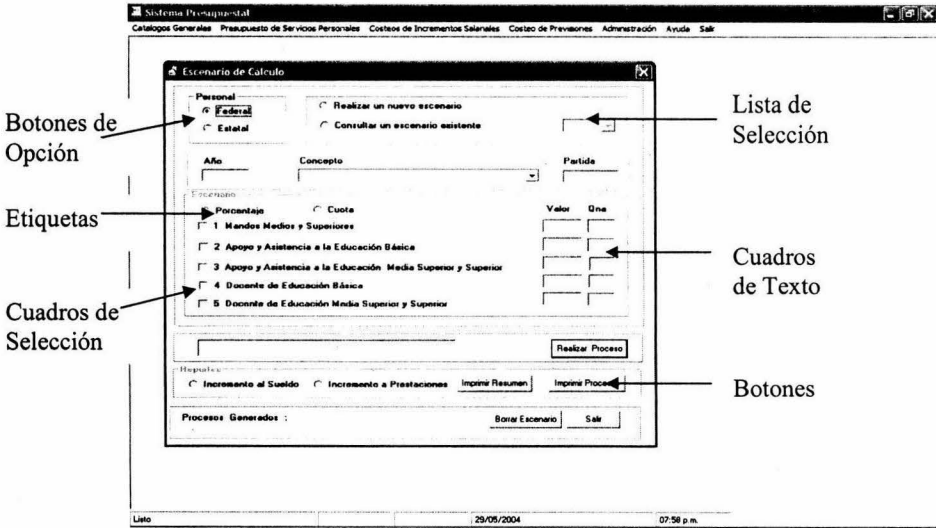 Sistema Presupuestal
Catalogos Generales Presupuesto de Servicios Personales Costeos de Incrementos Salariales Costeo de Previsiones Administración Ayuda Salir
Escenario de Cálculo
Personal
Federal
Estatal
Realizar un nuevo escenario
Consultar un escenario existente
Botones de
Opción
Lista de
Selección
Año
Concepto
Partida
Escenario
Porcentaje
Cuota
Valor
Qna
Etiquetas
1 Mandos Medios y Superiores
2 Apoyo y Asistencia a la Educación Básica
3 Apoyo y Asistencia a la Educación Media Superior y Superior
4 Docente de Educación Básica
5 Docente de Educación Media Superior y Superior
Cuadros
de Texto
Cuadros de
Selección
Realizar Proceso
Reportes
Incremento al Sueldo
Incremento a Prestaciones
Imprimir Resumen
Imprimir Proceso
Botones
Procesos Generados :
Borrar Escenario
Salir
Listo
29/05/2004
07:58 p.m.